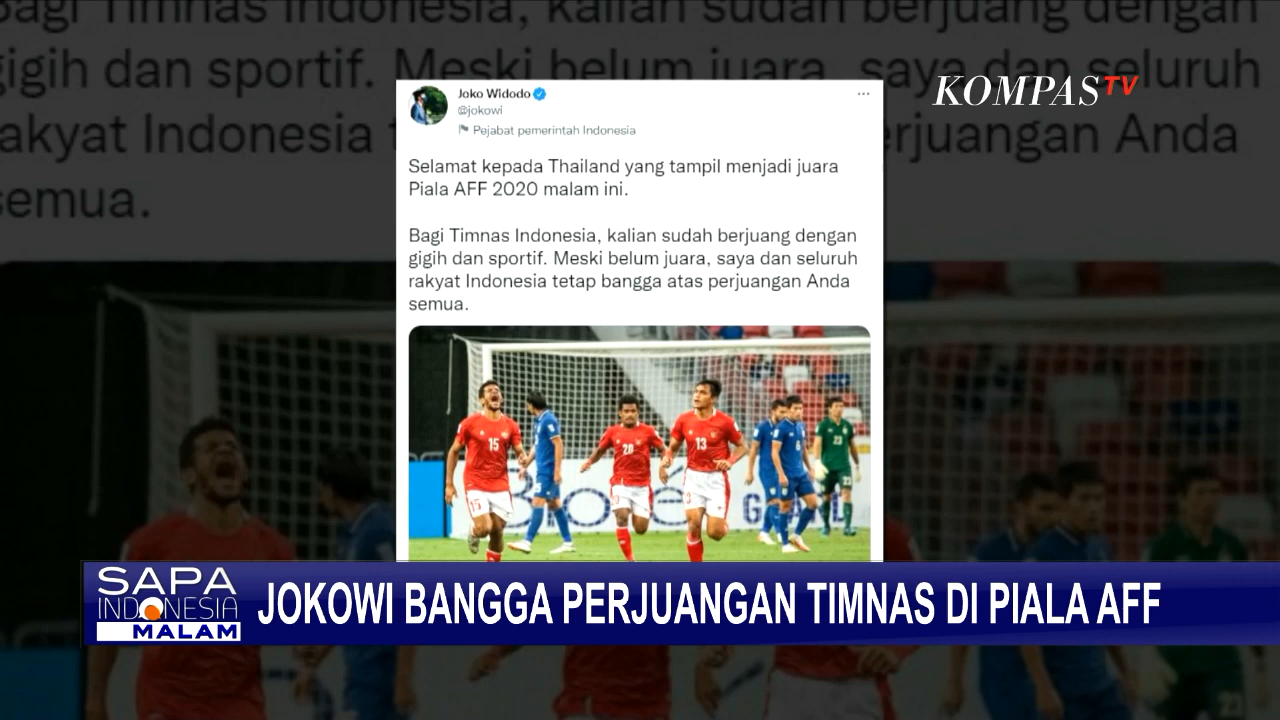 Bagi Timnas Indonesia, kalian sudah berjuang dengan
gigih dan sportif. Meski belum juara, saya dan seluruh
rakyat Indonesia
perjuangan Anda
semua.
KOMPAS TV
Joko Widodo
@jokowi
Pejabat pemerintah Indonesia
Selamat kepada Thailand yang tampil menjadi juara
Piala AFF 2020 malam ini.
Bagi Timnas Indonesia, kalian sudah berjuang dengan
gigih dan sportif. Meski belum juara, saya dan seluruh
rakyat Indonesia tetap bangga atas perjuangan Anda
semua.
15
20
13
23
SAPA
INDONESIA
MALAM
JOKOWI BANGGA PERJUANGAN TIMNAS DI PIALA AFF